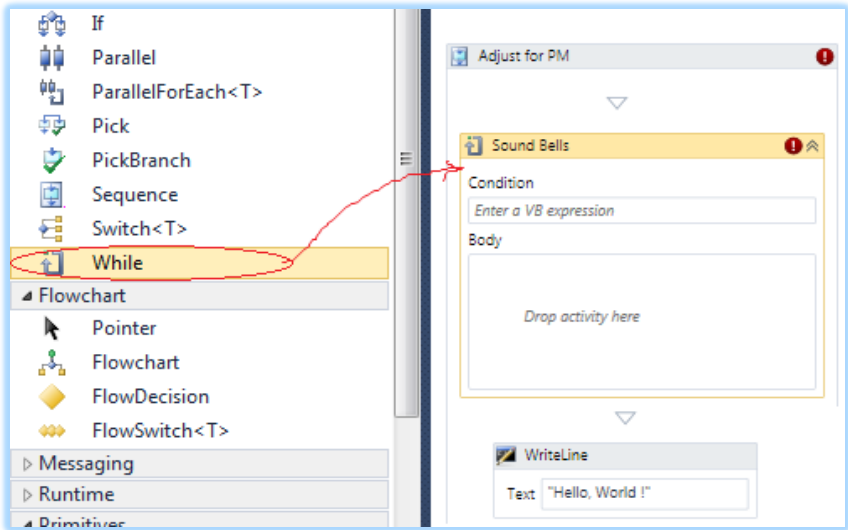 If
Parallel
ParallelForEach<T>
Pick
PickBranch
Sequence
Switch<T>
While
Flowchart
Pointer
Flowchart
FlowDecision
FlowSwitch<T>
Messaging
Runtime
Primitives
Adjust for PM
Sound Bells
Condition
Enter a VB expression
Body
Drop activity here
WriteLine
Text "Hello, World !"